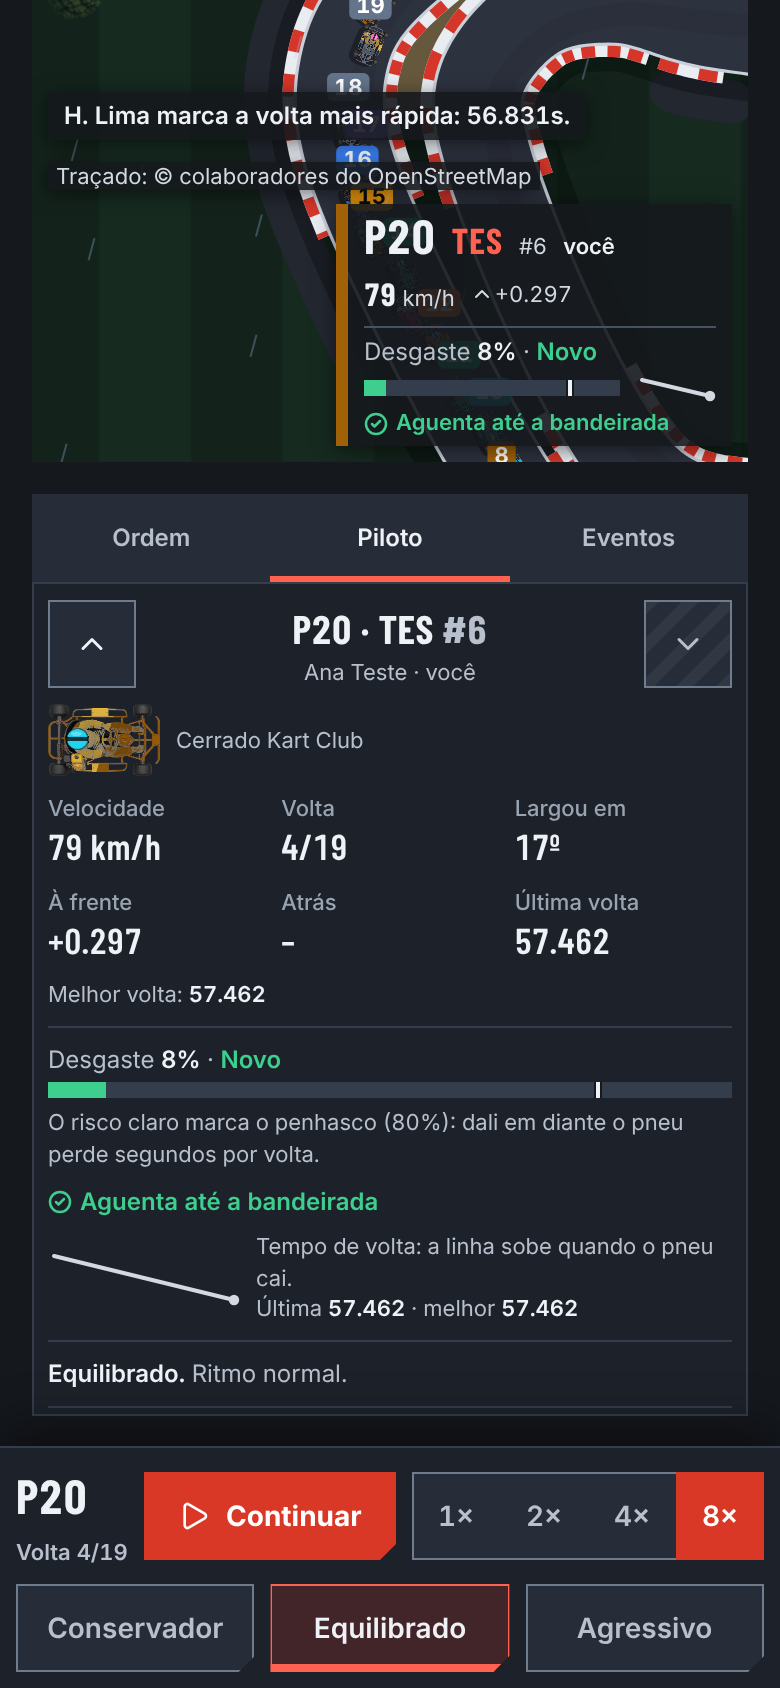 19
18
H. Lima marca a volta mais rápida: 56.831s.
16
Traçado: © colaboradores do OpenStreetMap
15
P20 TES #6 você
79 km/h +0.297
Desgaste 8% · Novo
Aguenta até a bandeirada
8
Ordem Piloto Eventos
P20 · TES #6
Ana Teste · você
Cerrado Kart Club
Velocidade Volta Largou em
79 km/h 4/19 17º
À frente Atrás Última volta
+0.297 – 57.462
Melhor volta: 57.462
Desgaste 8% · Novo
O risco claro marca o penhasco (80%): dali em diante o pneu
perde segundos por volta.
Aguenta até a bandeirada
Tempo de volta: a linha sobe quando o pneu
cai.
Última 57.462 · melhor 57.462
Equilibrado. Ritmo normal.
P20
Continuar 1× 2× 4× 8×
Volta 4/19
Conservador Equilibrado Agressivo